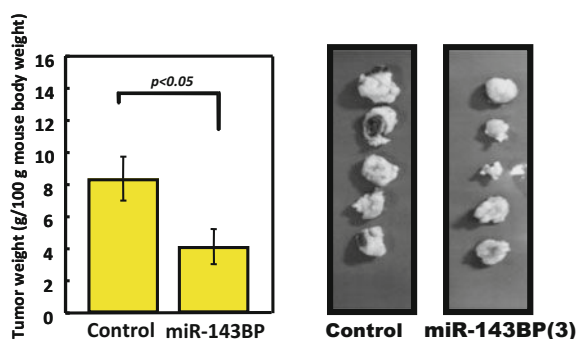 Tumor weight (g/100 g mouse body weight)
16
14
12
10
8
6
4
2
0
p<0.05
Control miR-143BP
Control miR-143BP(3)